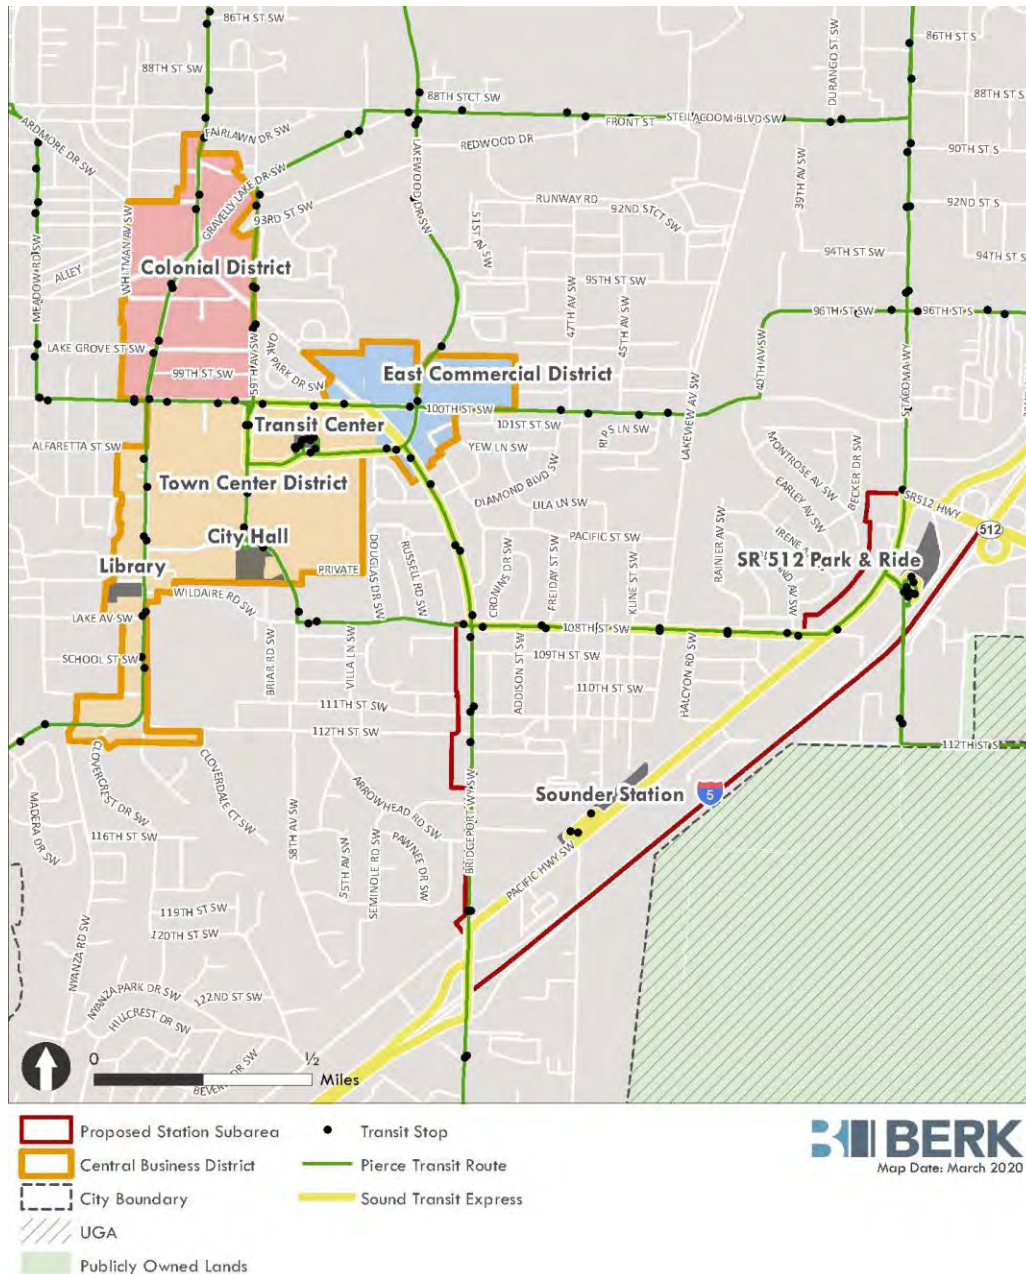 86TH ST SW
86TH ST S
DURANGO ST SW
88TH ST SW
88TH STCT SW
88TH ST S
ARDMORE DR SW
FAIRLAWN DR SW
FRONT ST
STEILACOOM BLVD SW
REDWOOD DR
LAKEWOOD DR SW
90TH ST S
39TH AV SW
GRAVELLY LAKE DR SW
RUNWAY RD
92ND STCT SW
92ND ST S
93RD ST SW
51ST AV SW
WHITMAN AV SW
MEADOW RD SW
ALLEY
94TH ST SW
94TH ST S
Colonial District
95TH ST SW
47TH AV SW
45TH AV SW
96TH ST SW
96TH ST S
LAKE GROVE ST SW
59TH AV SW
OAK PARK DR SW
40TH AV SW
S TACOMA WY
99TH ST SW
East Commercial District
LAKEVIEW AV SW
100TH ST SW
101ST ST SW
Transit Center
ALFARETTA ST SW
YEW LN SW
MONTROSE AV SW
BECKER DR SW
EARLEY AV SW
Town Center District
DIAMOND BLVD SW
LILA LN SW
SR512 HWY
512
City Hall
PACIFIC ST SW
SR 512 Park & Ride
Library
PRIVATE
DOUGLAS DR SW
RUSSELL RD SW
CRONINS DR SW
FREIDAY ST SW
KLINE ST SW
RAINIER AV SW
WILDAIRE RD SW
LAKE AV SW
108TH ST SW
SCHOOL ST SW
BRIAR RD SW
VILLA LN SW
ADDISON ST SW
109TH ST SW
HALCYON RD SW
110TH ST SW
111TH ST SW
112TH ST SW
112TH ST S
CLOVERCREST DR SW
CLOVERDALE CT SW
Sounder Station
5
ARROWHEAD RD SW
MADERA DR SW
116TH ST SW
58TH AV SW
55TH AV SW
SEMINOLE RD SW
PAWNEE DR SW
BRIDGEPORT WY SW
PACIFIC HWY SW
119TH ST SW
120TH ST SW
NYANZA RD SW
NYANZA PARK DR SW
122ND ST SW
HILLCREST DR SW
0
½
Miles
Proposed Station Subarea
Transit Stop
BERK
Central Business District
Pierce Transit Route
Map Date: March 2020
City Boundary
Sound Transit Express
UGA
Publicly Owned Lands